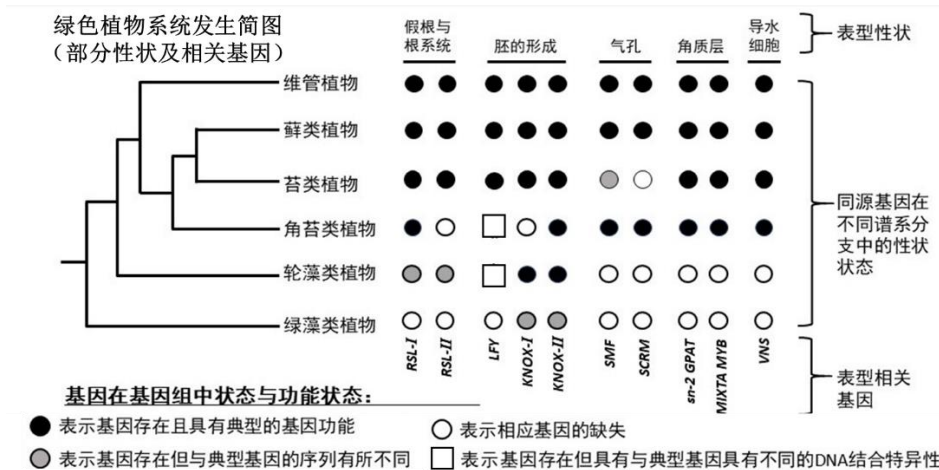 绿色植物系统发生简图
（部分性状及相关基因）
假根与
根系统
胚的形成
气孔
角质层
导水
细胞
表型性状
维管植物
藓类植物
苔类植物
角苔类植物
轮藻类植物
绿藻类植物
同源基因在
不同谱系分
支中的性状
状态
RSL-I
RSL-II
LFY
KNOX-I
KNOX-II
SMF
SCRM
sn-2 GPAT
MIXTA MYB
VNS
表型相关
基因
基因在基因组中状态与功能状态：
表示基因存在且具有典型的基因功能
表示相应基因的缺失
表示基因存在但与典型基因的序列有所不同
表示基因存在但具有与典型基因具有不同的DNA结合特异性